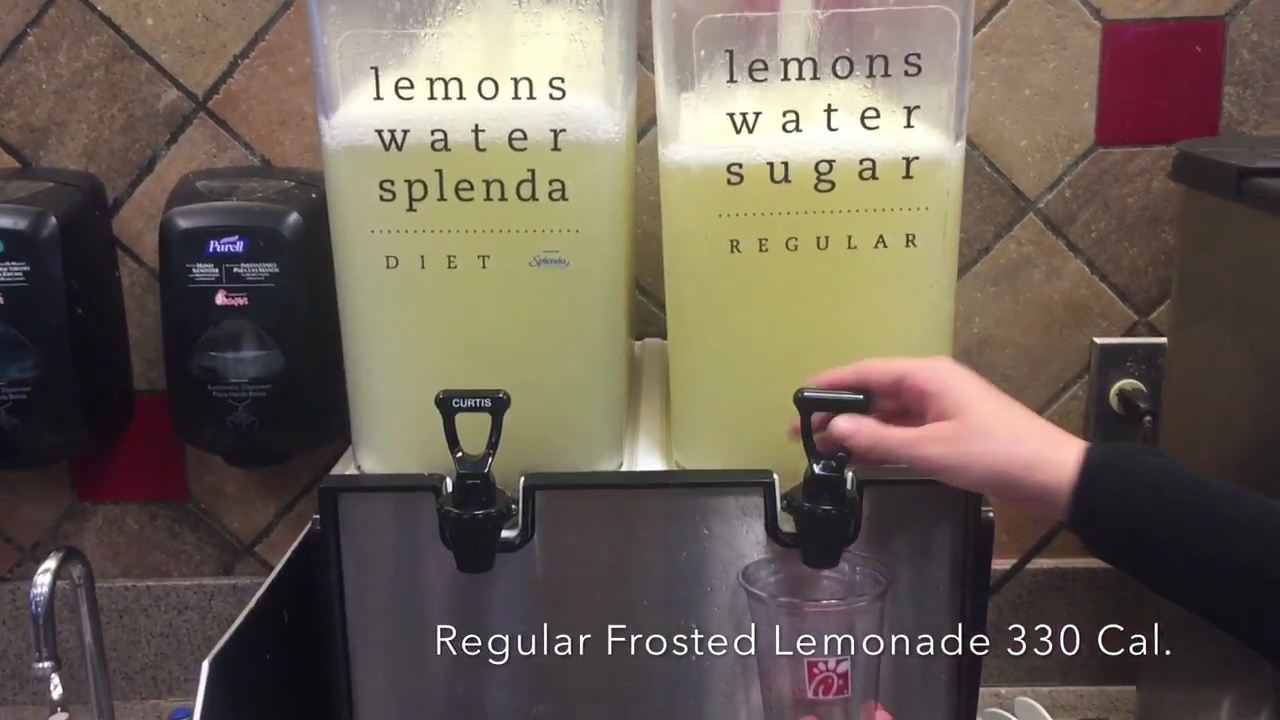 lemons
water
splenda
DIET
Splenda
lemons
water
sugar
REGULAR
Purell
CURTIS
Regular Frosted Lemonade 330 Cal.